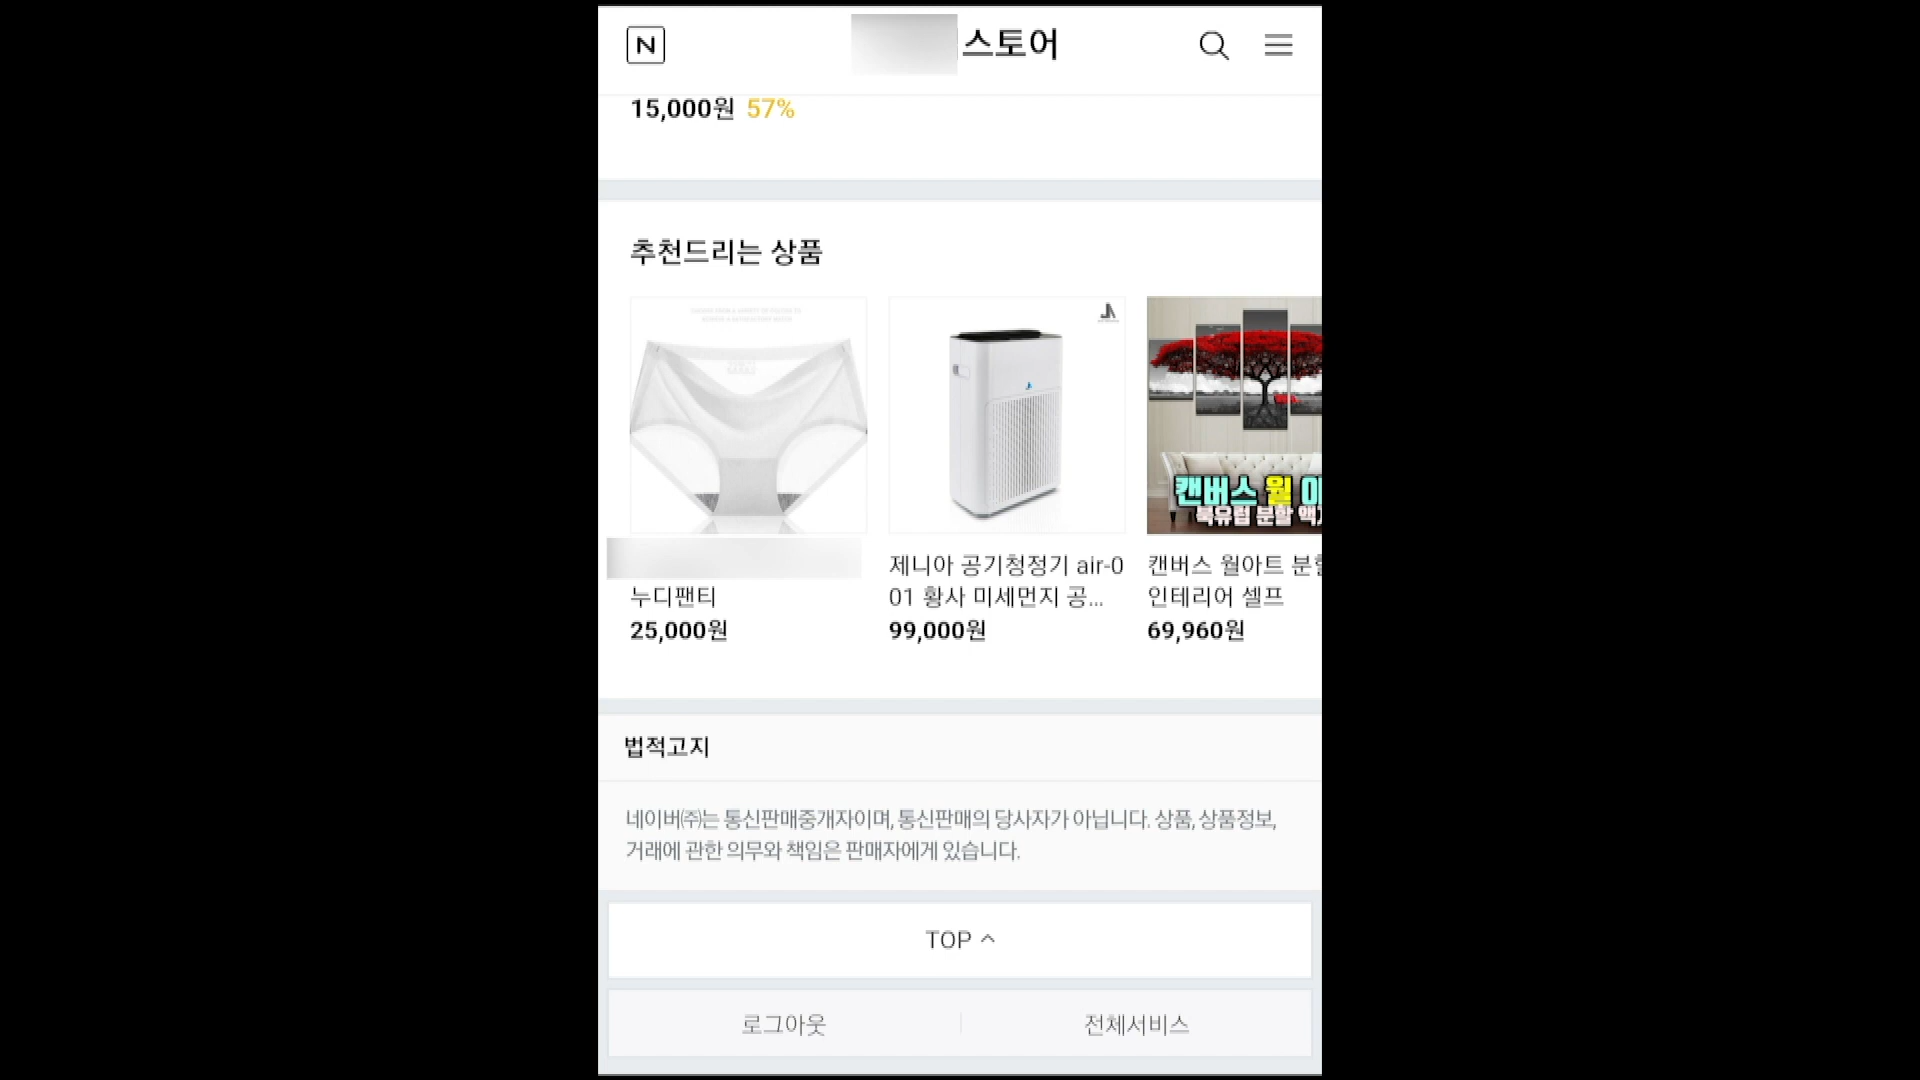 N
스토어
15,000원 57%
추천드리는 상품
캔버스 월
북유럽 분할
누디팬티
25,000원
제니아 공기청정기 air-0
01 황사 미세먼지 공...
99,000원
캔버스 월아트 분할
인테리어 셀프
69,960원
법적고지
네이버㈜는 통신판매중개자이며, 통신판매의 당사자가 아닙니다. 상품, 상품정보,
거래에 관한 의무와 책임은 판매자에게 있습니다.
TOP
로그아웃
전체서비스